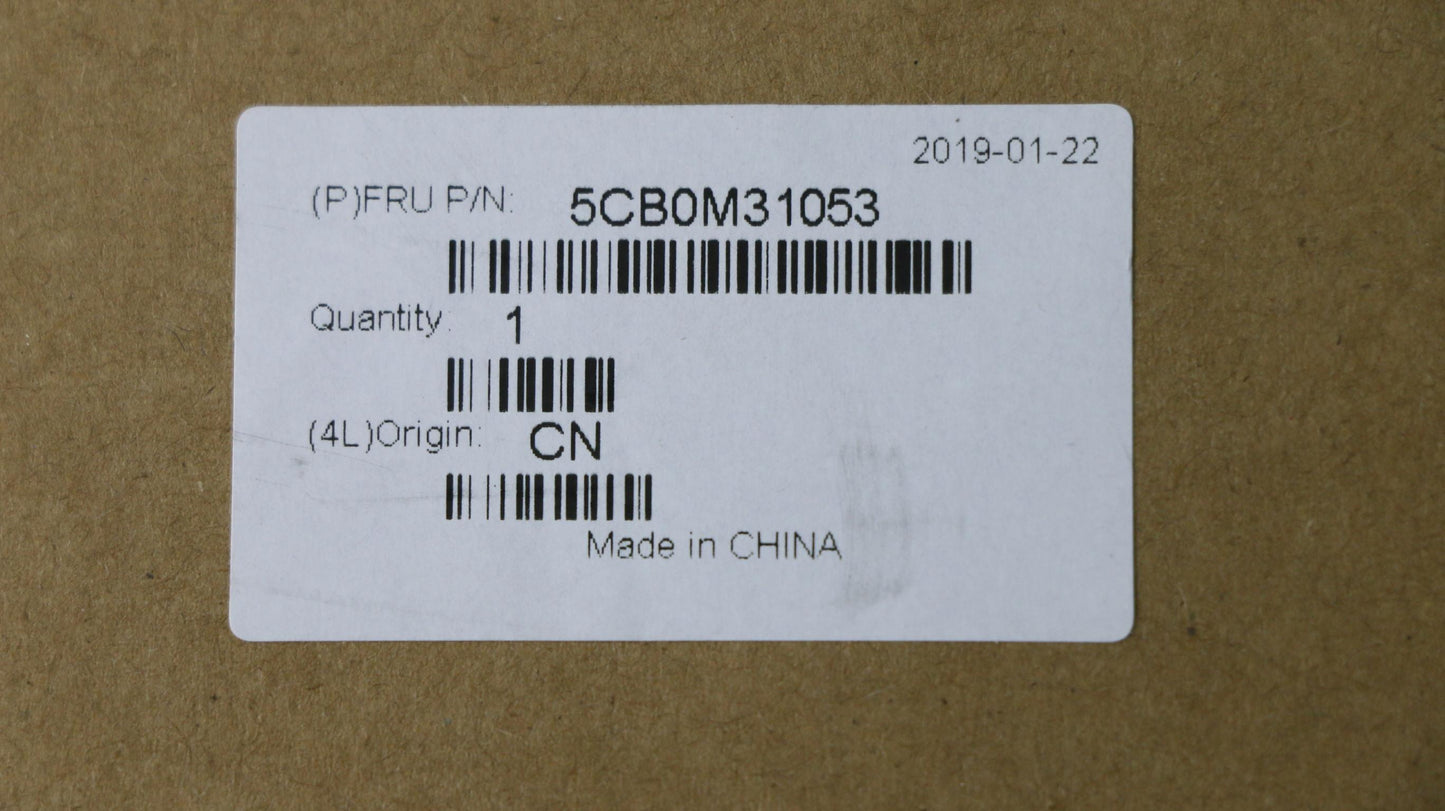 2019-01-22
(P)FRU P/N: 5CB0M31053
Quantity: 1
(4L)Origin: CN
Made in CHINA